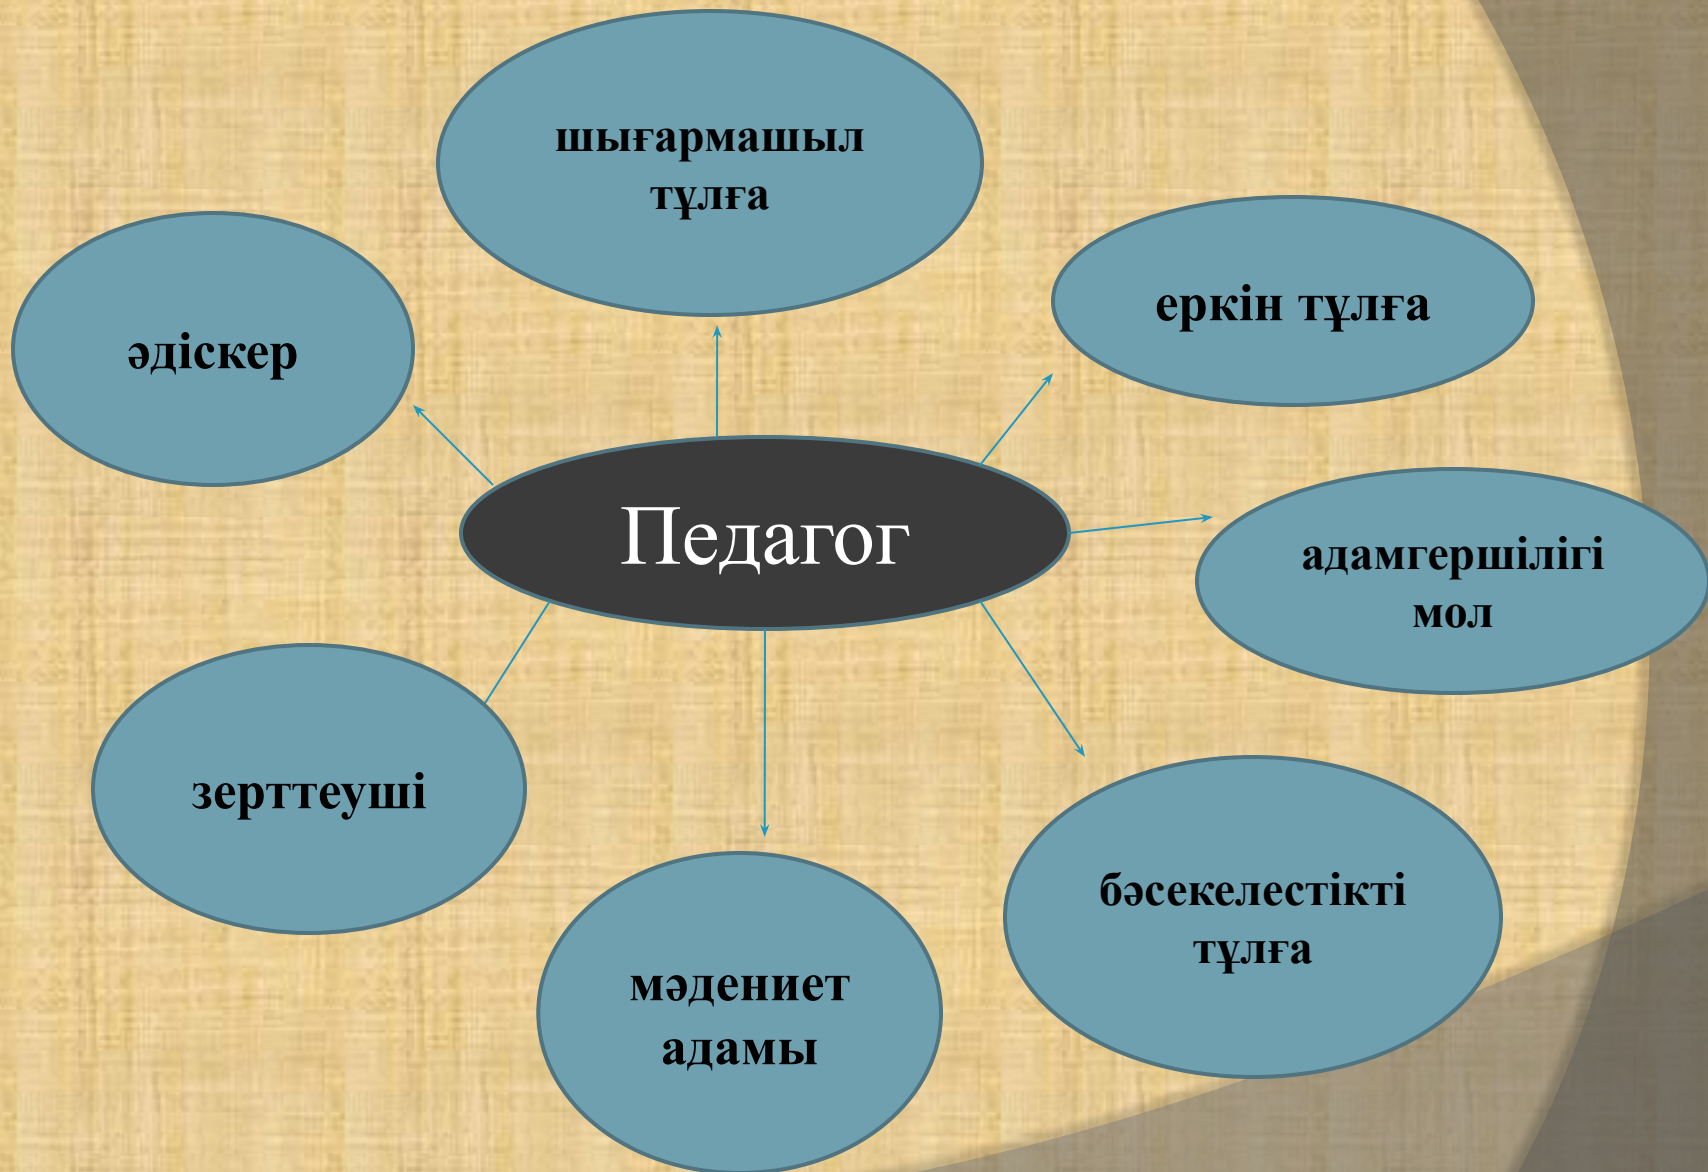 шығармашыл
тұлға
еркін тұлға
әдіскер
Педагог
адамгершілігі
мол
зерттеуші
бәсекелестікті
тұлға
мәдениет
адамы